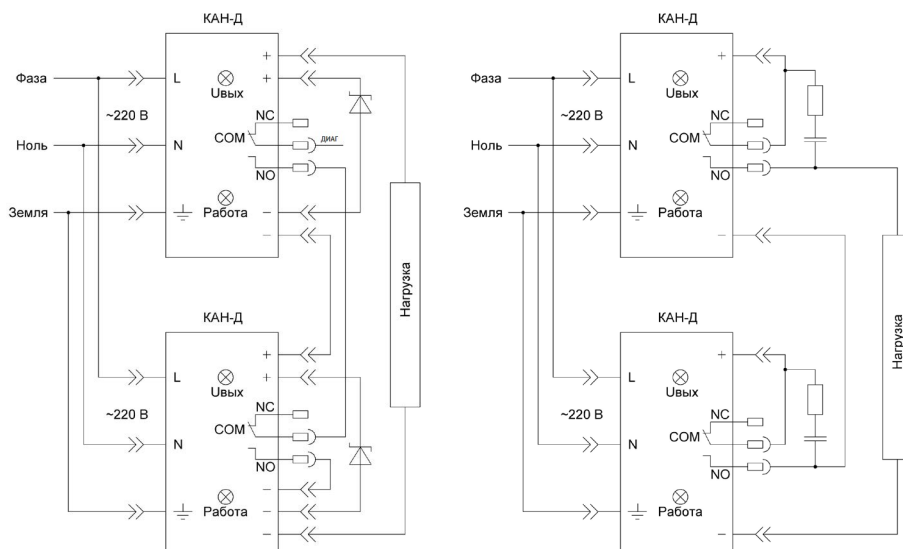 КАН-Д
Фаза
L
Uвых
+
+
~220 В
NC
COM
ДИАГ
Ноль
N
NO
Земля
Работа
−
−
Нагрузка
КАН-Д
+
L
+
Uвых
NC
~220 В
COM
N
NO
−
Работа
−
−
КАН-Д
Фаза
L
+
Uвых
~220 В
NC
COM
Ноль
N
NO
Земля
Работа
−
Нагрузка
КАН-Д
+
L
Uвых
NC
~220 В
COM
N
NO
Работа
−